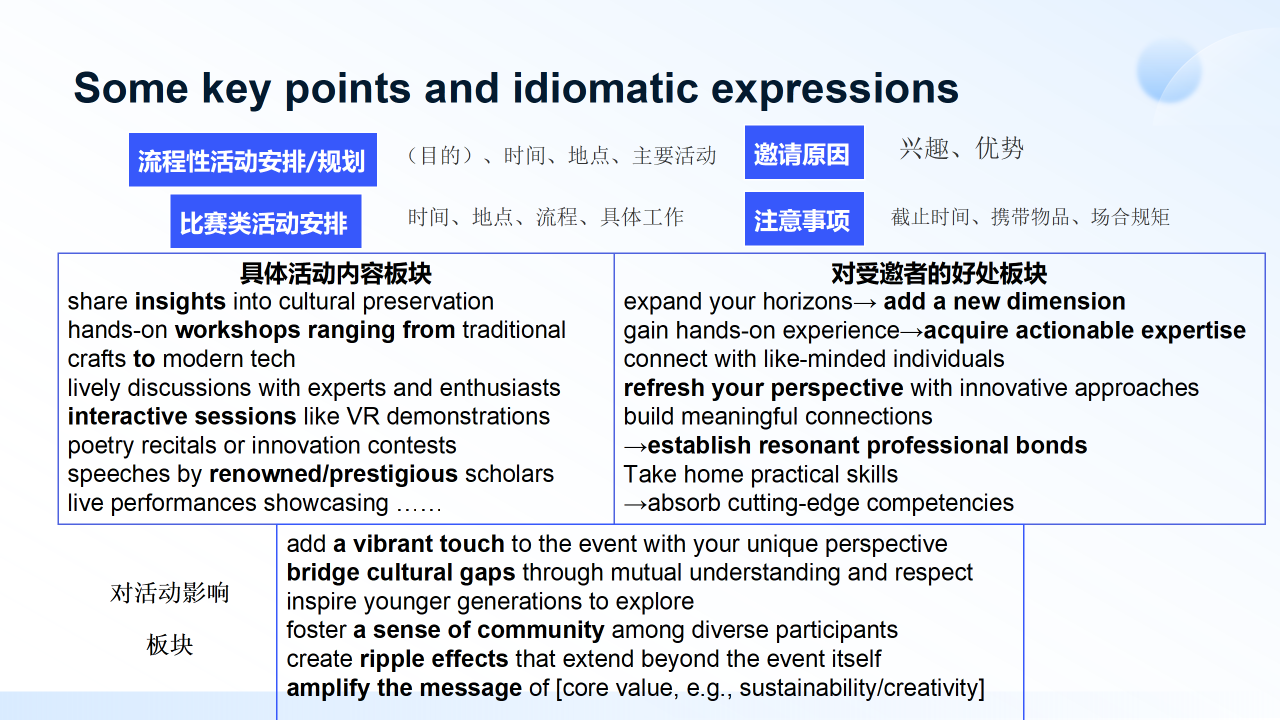 Some key points and idiomatic expressions
流程性活动安排/规划
（目的）、时间、地点、主要活动
邀请原因
兴趣、优势
比赛类活动安排
时间、地点、流程、具体工作
注意事项
截止时间、携带物品、场合规矩
具体活动内容板块
share insights into cultural preservation
hands-on workshops ranging from traditional
crafts to modern tech
lively discussions with experts and enthusiasts
interactive sessions like VR demonstrations
poetry recitals or innovation contests
speeches by renowned/prestigious scholars
live performances showcasing ……
对受邀者的好处板块
expand your horizons→ add a new dimension
gain hands-on experience→acquire actionable expertise
connect with like-minded individuals
refresh your perspective with innovative approaches
build meaningful connections
→establish resonant professional bonds
Take home practical skills
→absorb cutting-edge competencies
对活动影响
板块
add a vibrant touch to the event with your unique perspective
bridge cultural gaps through mutual understanding and respect
inspire younger generations to explore
foster a sense of community among diverse participants
create ripple effects that extend beyond the event itself
amplify the message of [core value, e.g., sustainability/creativity]